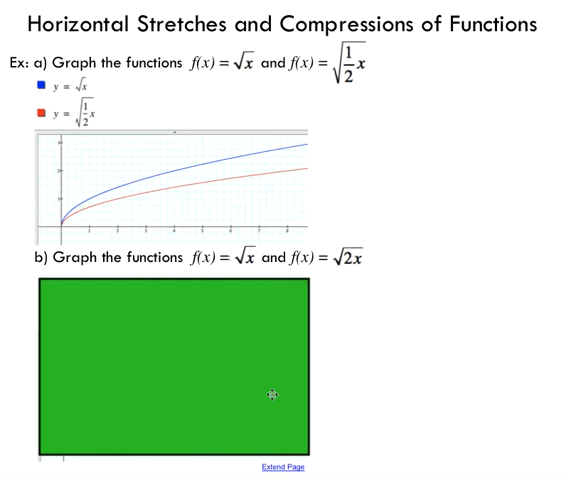 Horizontal Stretches and Compressions of Functions
Ex: a) Graph the functions f(x) = √x and f(x) = √(1/2 x)
y = √x
y = √(1/2 x)
b) Graph the functions f(x) = √x and f(x) = √2x
Extend Page